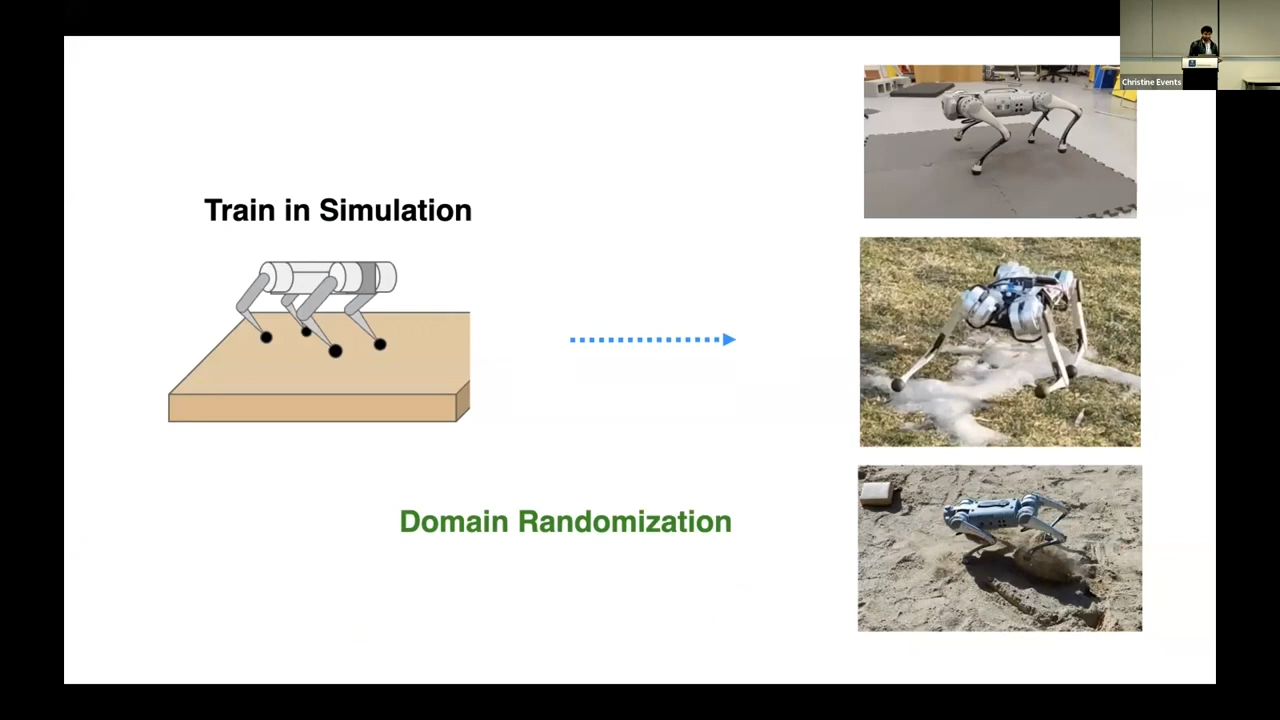 Christine Events
Train in Simulation
Domain Randomization